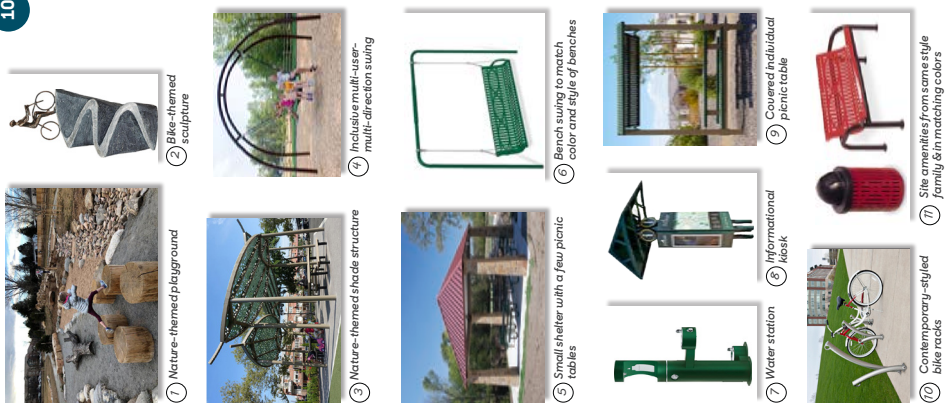 10
1 Nature-themed playground
2 Bike-themed
sculpture
3 Nature-themed shade structure
4 Inclusive multi-user-
multi-direction swing
5 Small shelter with a few picnic
tables
6 Bench swing to match
color and style of benches
7 Water station
8 Informational
kiosk
9 Covered individual
picnic table
10 Contemporary-styled
bike racks
11 Site amenities from same style
family & in matching colors